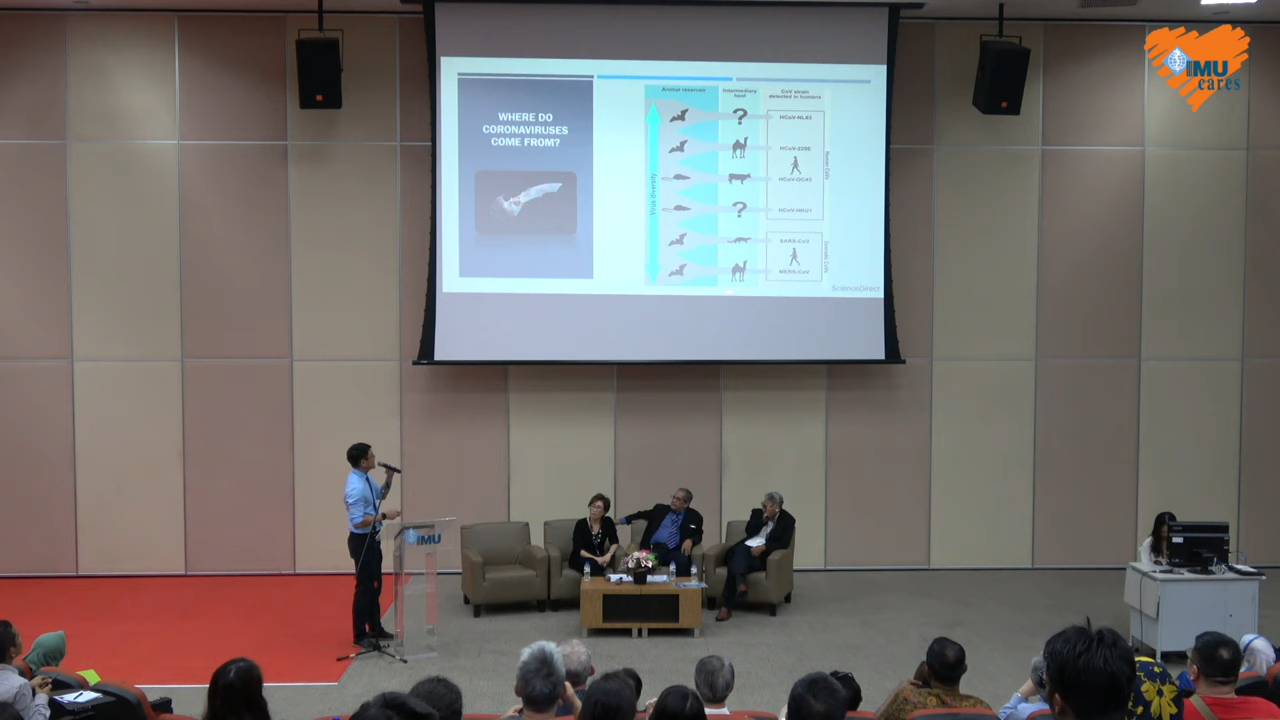 IMU
cares
WHERE DO
CORONAVIRUSES
COME FROM?
Animal reservoir
Intermediary
host
CoV strain
detected in humans
Virus diversity
?
HCoV-NL63
HCoV-229E
HCoV-OC43
?
HCoV-HKU1
SARS-CoV
MERS-CoV
ScienceDirect
IMU